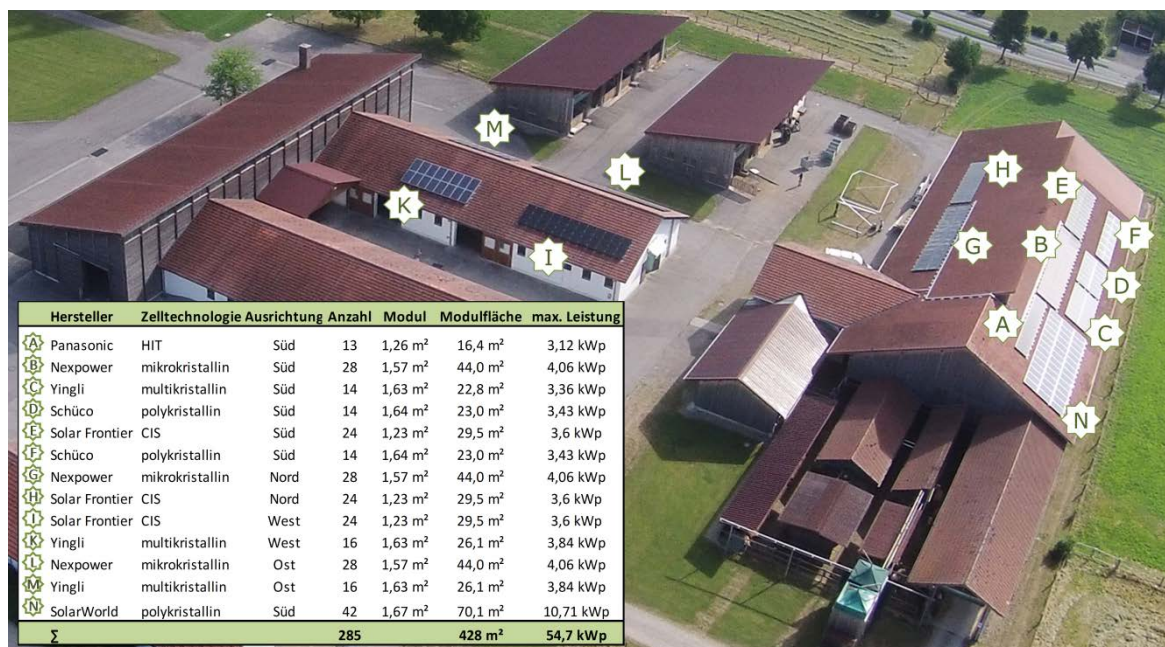 M
L
K
I
H
E
G
B
F
D
A
C
N
Hersteller Zelltechnologie Ausrichtung Anzahl Modul Modulfläche max. Leistung
A Panasonic HIT Süd 13 1,26 m² 16,4 m² 3,12 kWp
B Nexpower mikrokristallin Süd 28 1,57 m² 44,0 m² 4,06 kWp
C Yingli multikristallin Süd 14 1,63 m² 22,8 m² 3,36 kWp
D Schüco polykristallin Süd 14 1,64 m² 23,0 m² 3,43 kWp
E Solar Frontier CIS Süd 24 1,23 m² 29,5 m² 3,6 kWp
F Schüco polykristallin Süd 14 1,64 m² 23,0 m² 3,43 kWp
G Nexpower mikrokristallin Nord 28 1,57 m² 44,0 m² 4,06 kWp
H Solar Frontier CIS Nord 24 1,23 m² 29,5 m² 3,6 kWp
I Solar Frontier CIS West 24 1,23 m² 29,5 m² 3,6 kWp
K Yingli multikristallin West 16 1,63 m² 26,1 m² 3,84 kWp
L Nexpower mikrokristallin Ost 28 1,57 m² 44,0 m² 4,06 kWp
M Yingli multikristallin Ost 16 1,63 m² 26,1 m² 3,84 kWp
N SolarWorld polykristallin Süd 42 1,67 m² 70,1 m² 10,71 kWp
Σ 285 428 m² 54,7 kWp